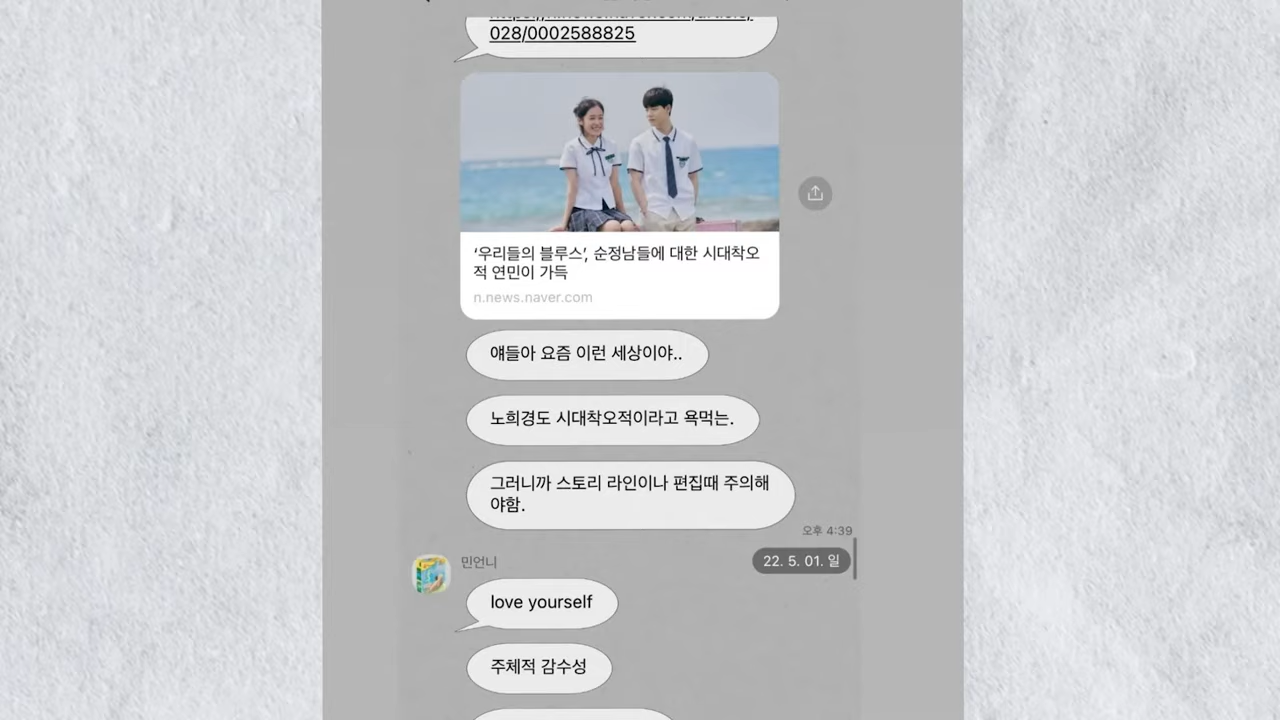 028/0002588825
‘우리들의 블루스’, 순정남들에 대한 시대착오
적 연민이 가득
n.news.naver.com
얘들아 요즘 이런 세상이야..
노희경도 시대착오적이라고 욕먹는.
그러니까 스토리 라인이나 편집때 주의해
야함.
오후 4:39
22. 5. 01. 일
민언니
love yourself
주체적 감수성